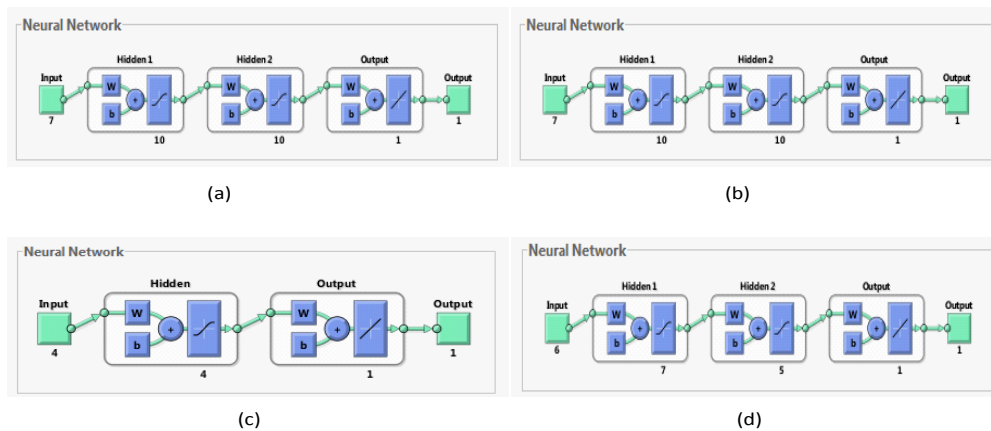 Neural Network
Hidden 1 Hidden 2 Output
Input Output
W W W
+ + +
b b b
7 10 10 1 1
(a)
Neural Network
Hidden 1 Hidden 2 Output
Input Output
W W W
+ + +
b b b
7 10 10 1 1
(b)
Neural Network
Hidden Output
Input Output
W W
+ +
b b
4 4 1 1
(c)
Neural Network
Hidden 1 Hidden 2 Output
Input Output
W W W
+ + +
b b b
6 7 5 1 1
(d)